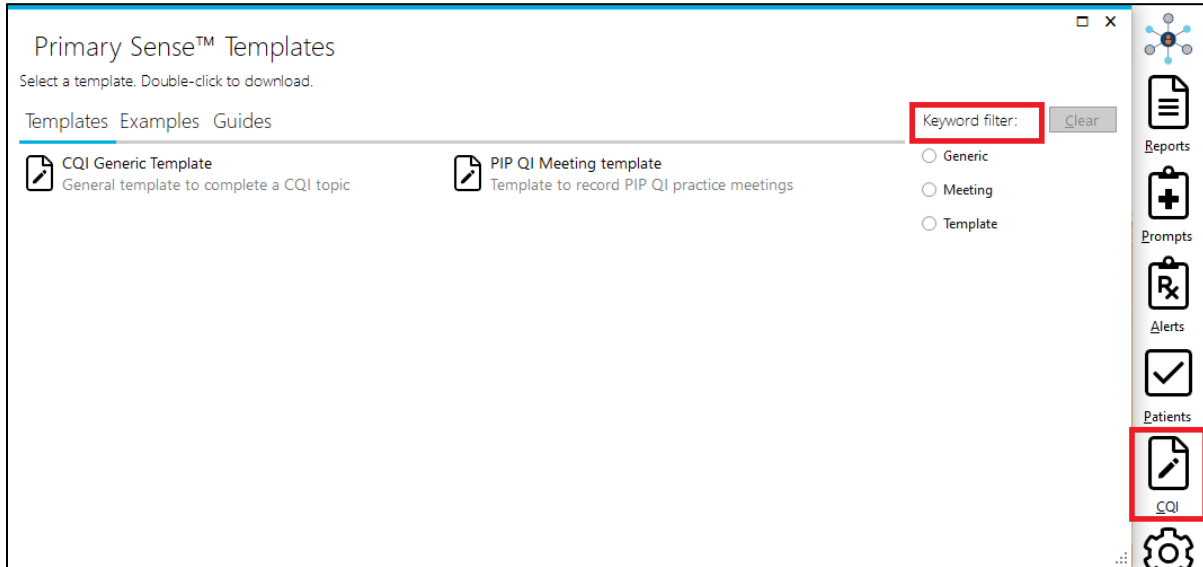 Primary Sense™ Templates
Select a template. Double-click to download.
Templates Examples Guides
Keyword filter:
Clear
CQI Generic Template
General template to complete a CQI topic
PIP QI Meeting template
Template to record PIP QI practice meetings
Generic
Meeting
Template
Reports
Prompts
Rx
Alerts
Patients
CQI